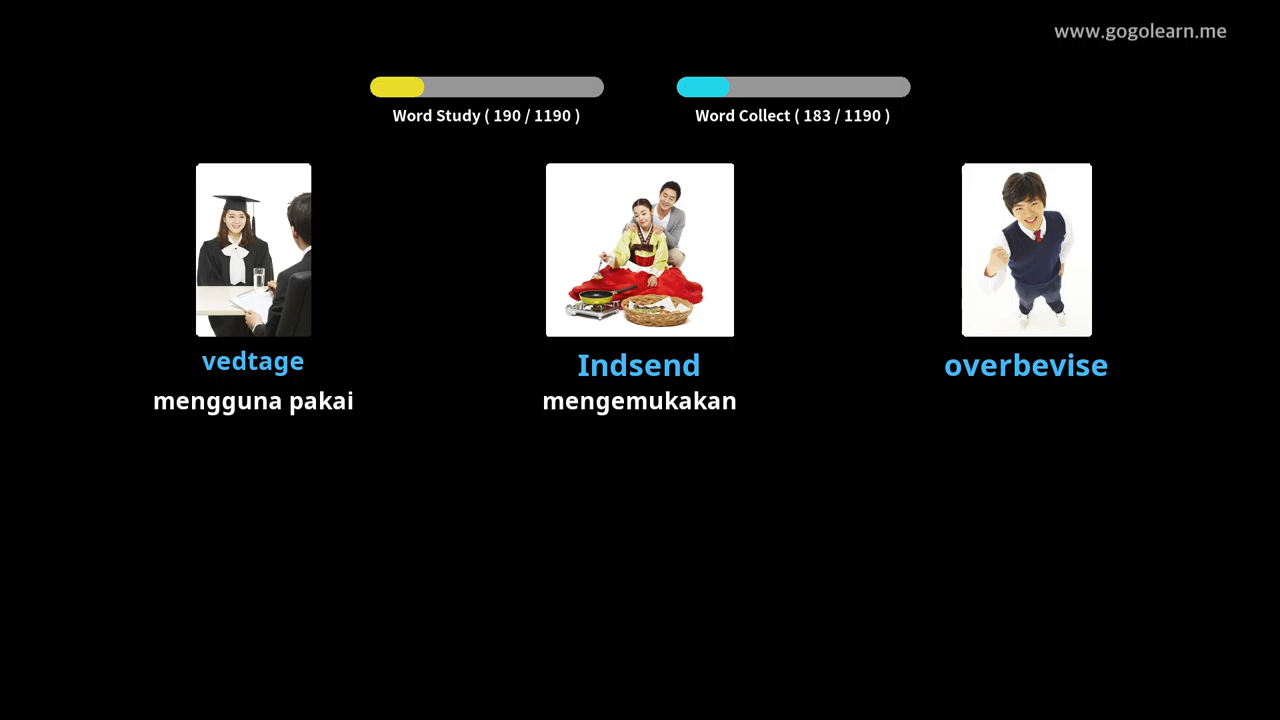 www.gogolearn.me
Word Study ( 190 / 1190 )
Word Collect ( 183 / 1190 )
vedtage
Indsend
overbevise
mengguna pakai
mengemukakan